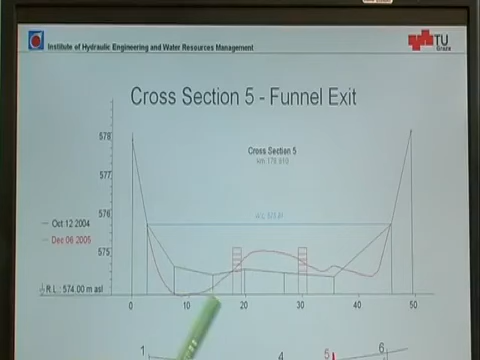 Institute of Hydraulic Engineering and Water Resources Management
TU
Graz
Cross Section 5 - Funnel Exit
Cross Section 5
578
577
576
575
Oct 12 2004
Dec 06 2005
R.L.: 574.00 m asl
0
10
20
30
40
50
1
4
5
6